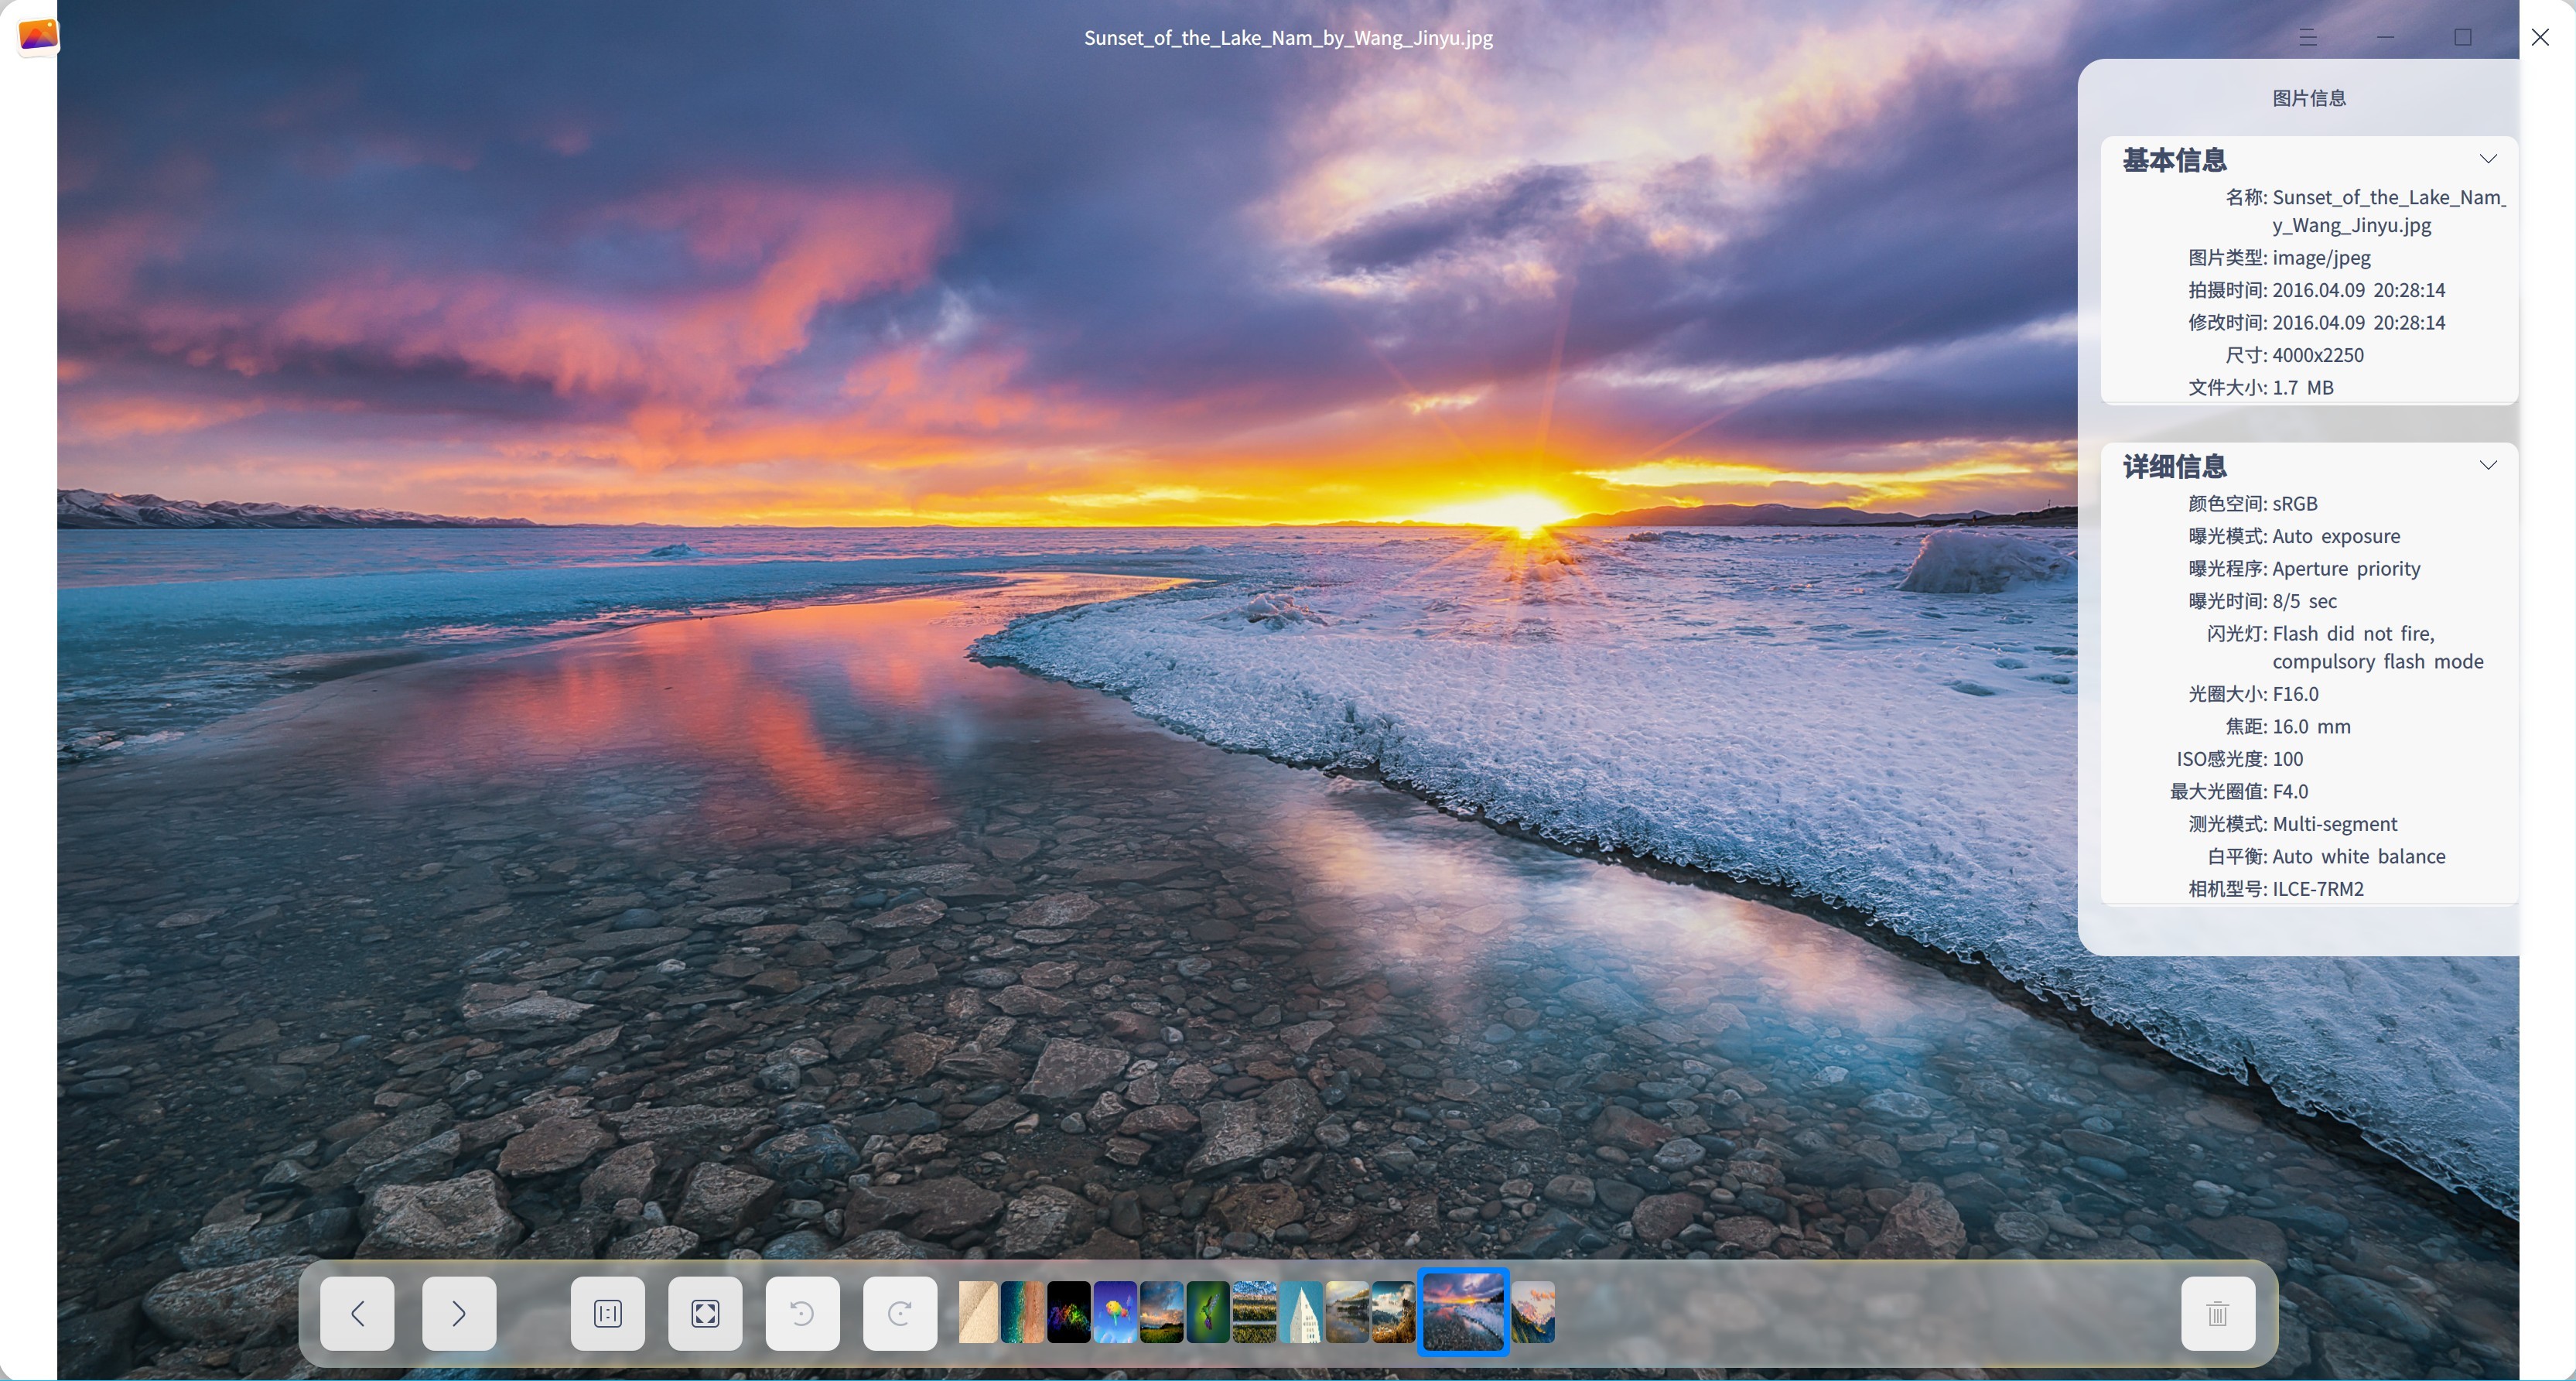 Sunset_of_the_Lake_Nam_by_Wang_Jinyu.jpg
图片信息
基本信息
名称: Sunset_of_the_Lake_Nam_
y_Wang_Jinyu.jpg
图片类型: image/jpeg
拍摄时间: 2016.04.09 20:28:14
修改时间: 2016.04.09 20:28:14
尺寸: 4000x2250
文件大小: 1.7 MB
详细信息
颜色空间: sRGB
曝光模式: Auto exposure
曝光程序: Aperture priority
曝光时间: 8/5 sec
闪光灯: Flash did not fire,
compulsory flash mode
光圈大小: F16.0
焦距: 16.0 mm
ISO感光度: 100
最大光圈值: F4.0
测光模式: Multi-segment
白平衡: Auto white balance
相机型号: ILCE-7RM2